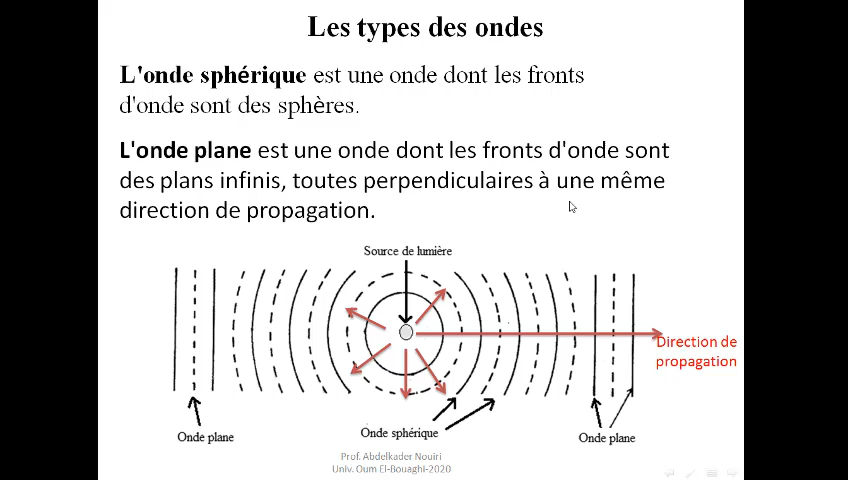 Les types des ondes
L'onde sphérique est une onde dont les fronts
d'onde sont des sphères.
L'onde plane est une onde dont les fronts d'onde sont
des plans infinis, toutes perpendiculaires à une même
direction de propagation.
Source de lumière
Direction de
propagation
Onde plane
Onde sphérique
Onde plane
Prof. Abdelkader Nouiri
Univ. Oum El-Bouaghi-2020